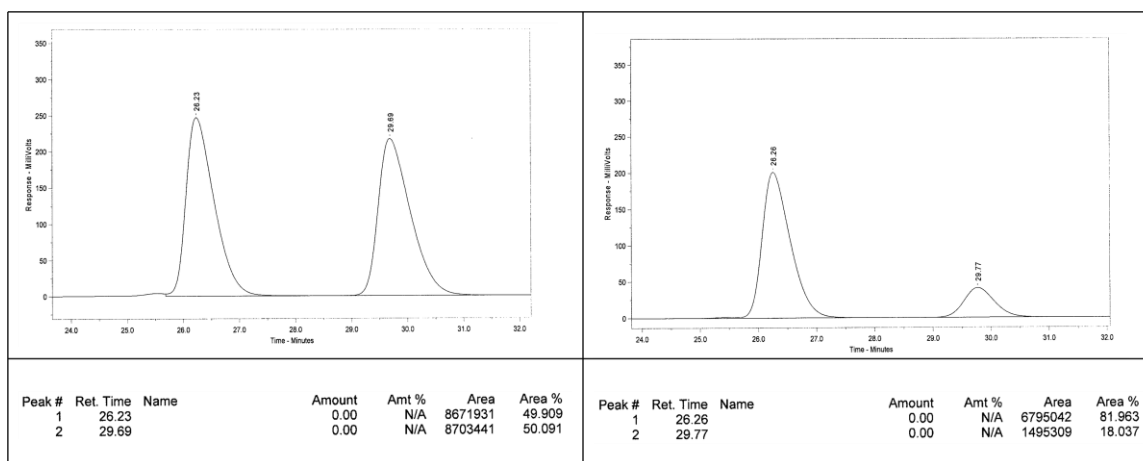 350
300
250
200
150
100
50
0
Response - MilliVolts
26.23
29.69
24.0 25.0 26.0 27.0 28.0 29.0 30.0 31.0 32.0
Time - Minutes
Peak # Ret. Time Name Amount Amt % Area Area %
1 26.23 0.00 N/A 8671931 49.909
2 29.69 0.00 N/A 8703441 50.091
350
300
250
200
150
100
50
0
Response - MilliVolts
26.26
29.77
24.0 25.0 26.0 27.0 28.0 29.0 30.0 31.0 32.0
Time - Minutes
Peak # Ret. Time Name Amount Amt % Area Area %
1 26.26 0.00 N/A 6795042 81.963
2 29.77 0.00 N/A 1495309 18.037